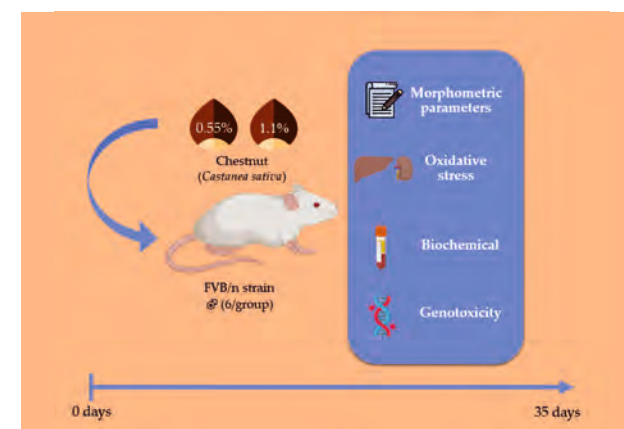 0.55%
1.1%
Chestnut
(Castanea sativa)
FVB/n strain
(6/group)
Morphometric
parameters
Oxidative
stress
Biochemical
Genotoxicity
0 days
35 days